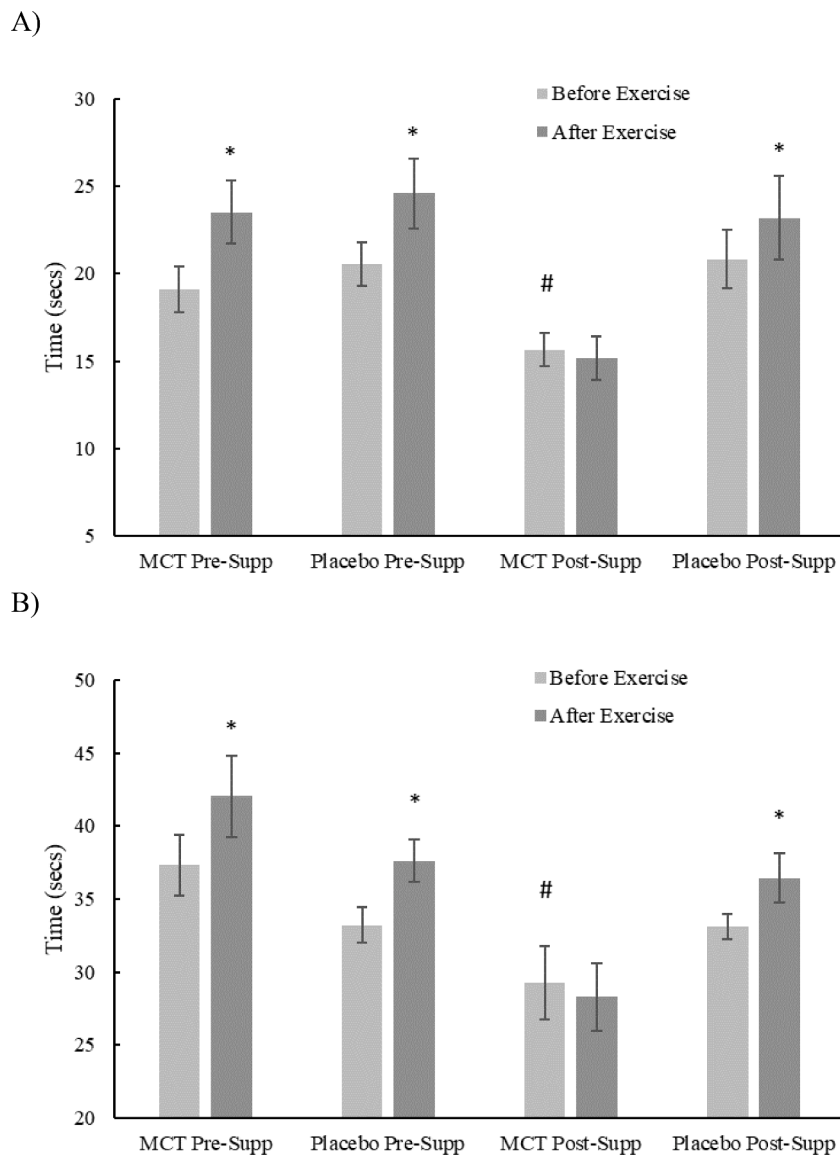 A)
30
25
20
15
10
5
Time (secs)
Before Exercise
After Exercise
*
*
#
*
MCT Pre-Supp Placebo Pre-Supp MCT Post-Supp Placebo Post-Supp
B)
50
45
40
35
30
25
20
Time (secs)
Before Exercise
After Exercise
*
*
#
*
MCT Pre-Supp Placebo Pre-Supp MCT Post-Supp Placebo Post-Supp